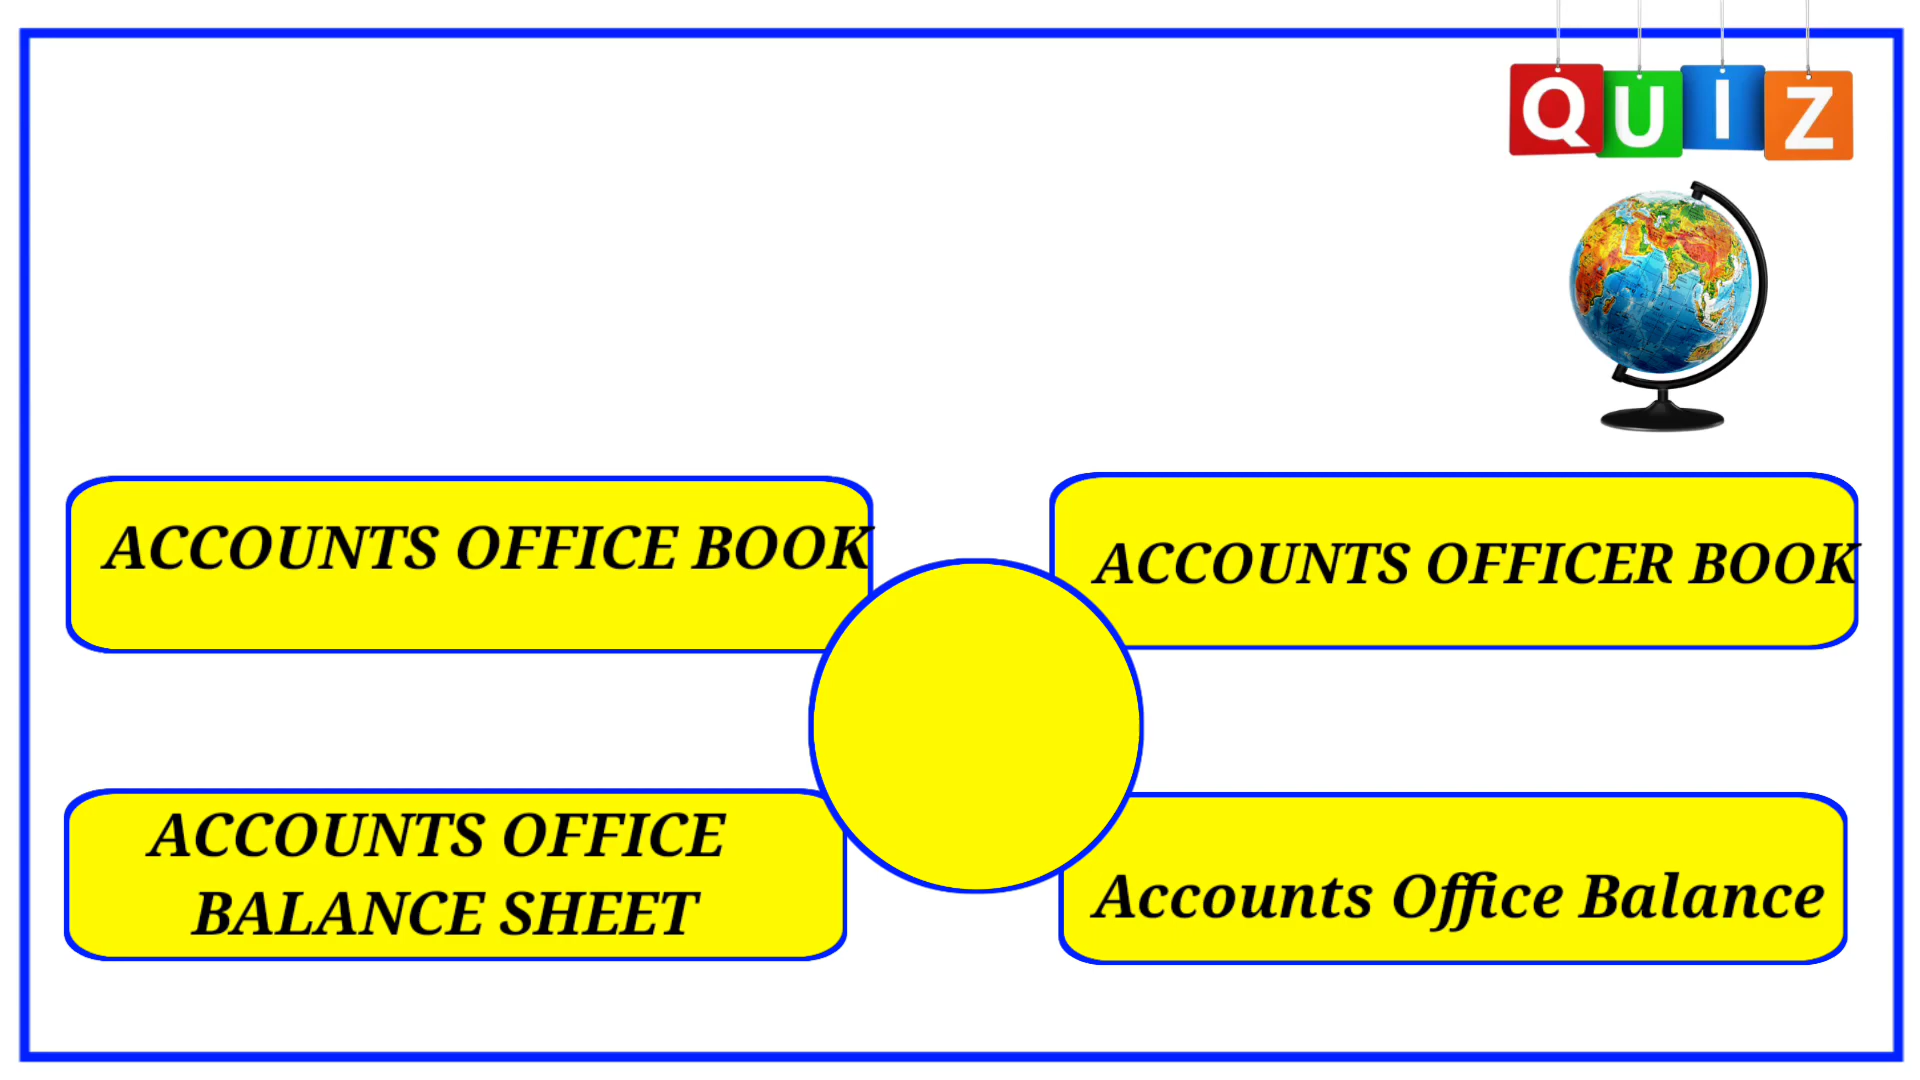 QUIZ
ACCOUNTS OFFICE BOOK
ACCOUNTS OFFICER BOOK
ACCOUNTS OFFICE
BALANCE SHEET
Accounts Office Balance